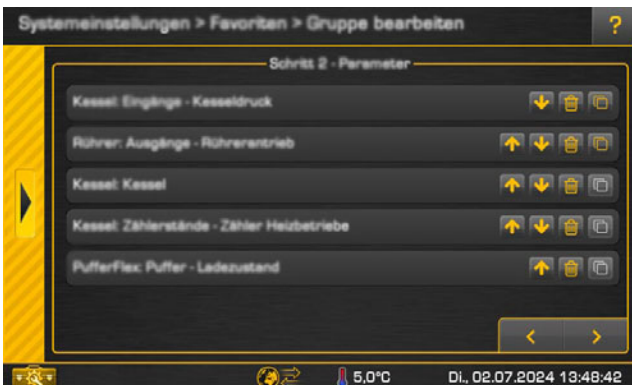 Systemeinstellungen > Favoriten > Gruppe bearbeiten
?
Schritt 2 - Parameter
Kessel: Eingänge - Kesseldruck
Rührer: Ausgänge - Rührerantrieb
Kessel: Kessel
Kessel: Zählerstände - Zähler Heizbetriebe
PufferFlex: Puffer - Ladezustand
< >
5,0°C
Di., 02.07.2024 13:48:42